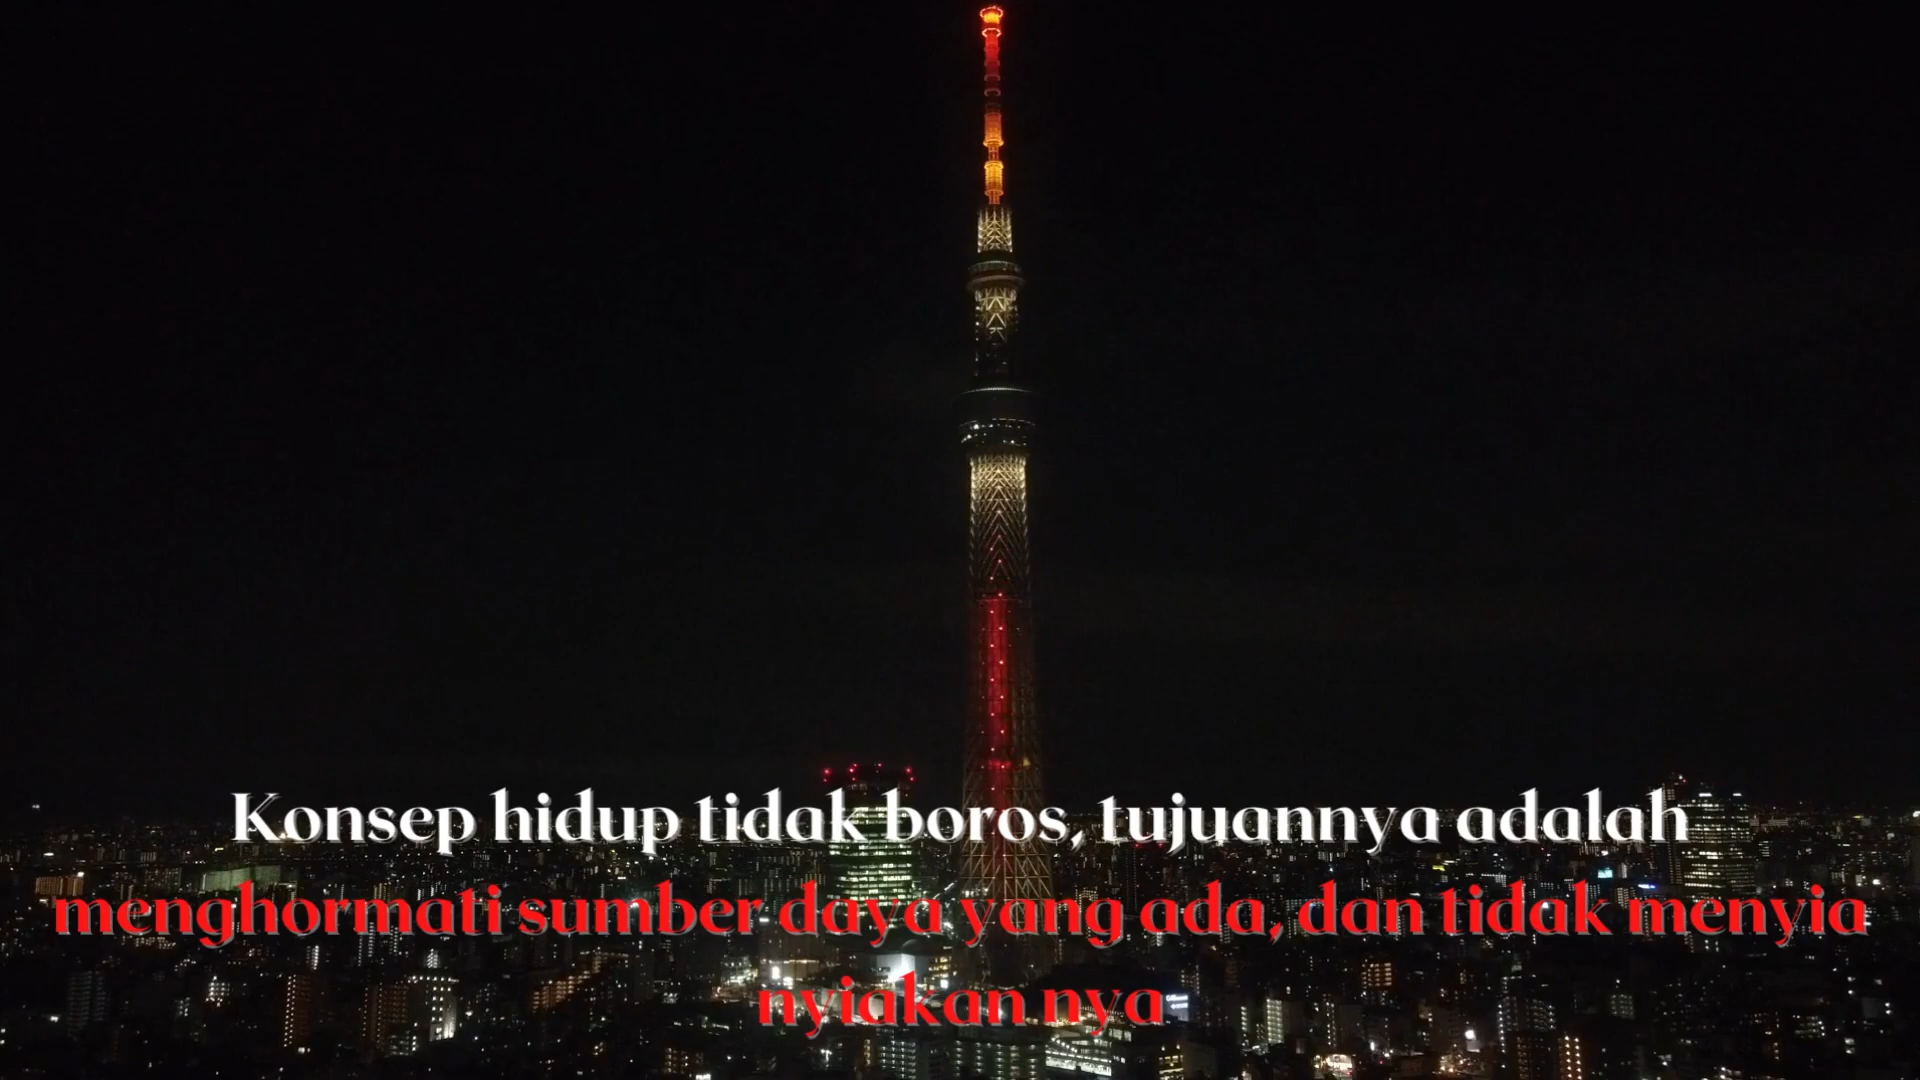 Konsep hidup tidak boros, tujuannya adalah
menghormati sumber daya yang ada, dan tidak menyia
nyiakan nya